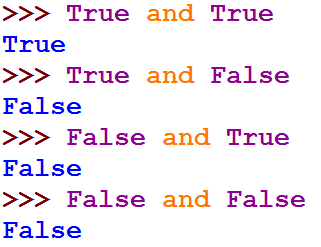 >>> True and True
True
>>> True and False
False
>>> False and True
False
>>> False and False
False